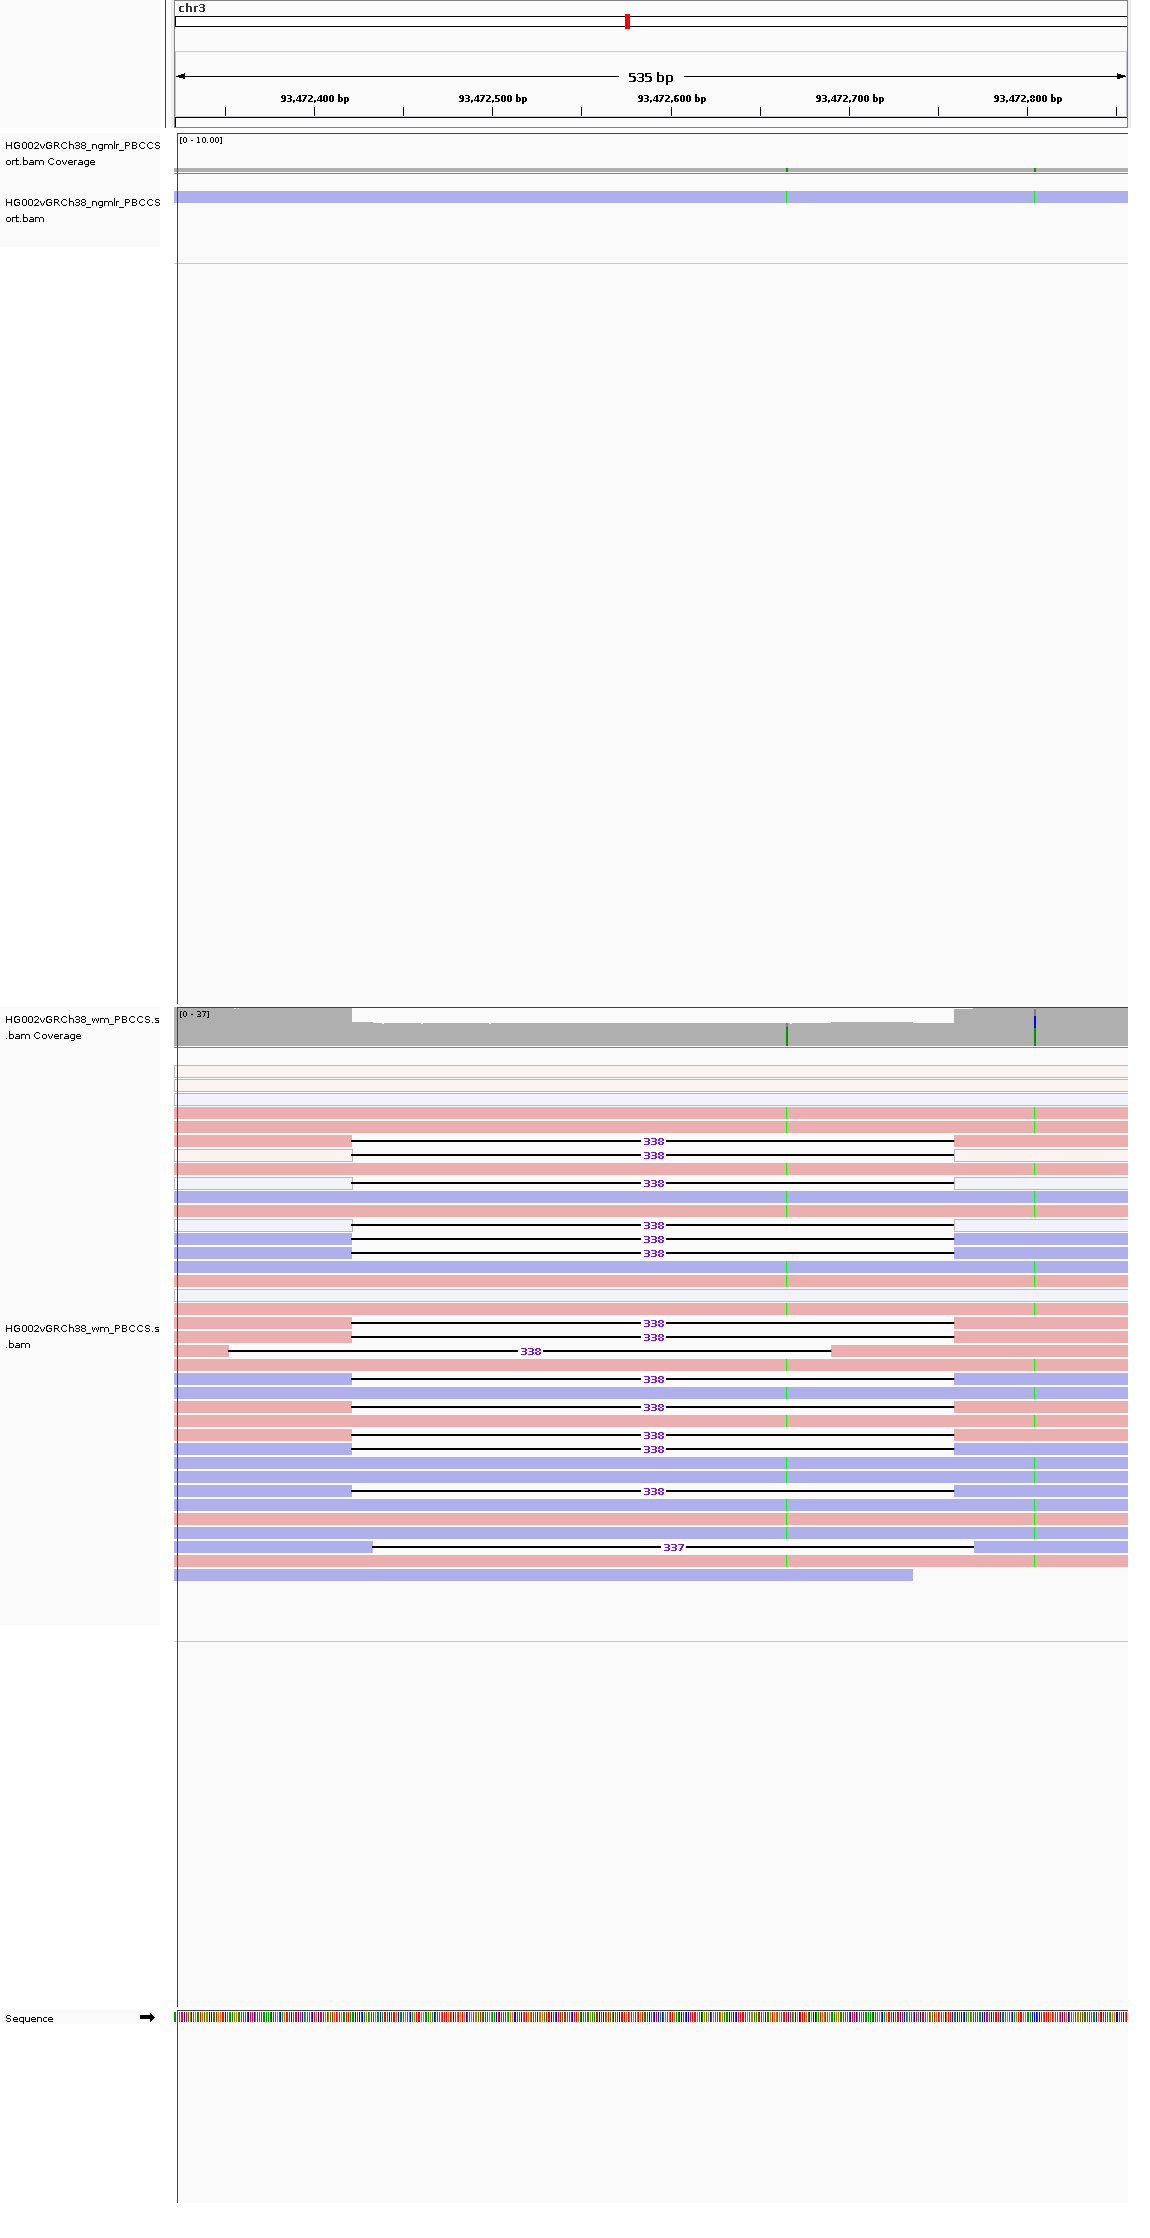 chr3
535 bp
93,472,400 bp 93,472,500 bp 93,472,600 bp 93,472,700 bp 93,472,800 bp
HG002vGRCh38_ngmlr_PBCCS
ort.bam Coverage
[0 - 10.00]
HG002vGRCh38_ngmlr_PBCCS
ort.bam
HG002vGRCh38_wm_PBCCS.s
.bam Coverage
[0 - 37]
338
338
338
338
338
338
338
338
HG002vGRCh38_wm_PBCCS.s
.bam
338
338
338
338
338
338
337
Sequence